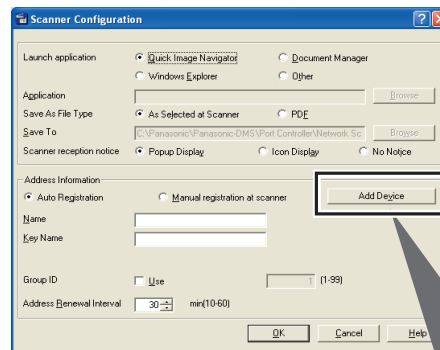 Scanner Configuration
Launch application
Quick Image Navigator
Document Manager
Windows Explorer
Other
Application
Browse
Save As File Type
As Selected at Scanner
PDF
Save To
C:\Panasonic\Panasonic-DMS\Port Controller\Network Sc
Browse
Scanner reception notice
Popup Display
Icon Display
No Notice
Address Information
Auto Registration
Manual registration at scanner
Add Device
Name
Key Name
Group ID
Use
1
(1-99)
Address Renewal Interval
30
min(10-60)
OK
Cancel
Help